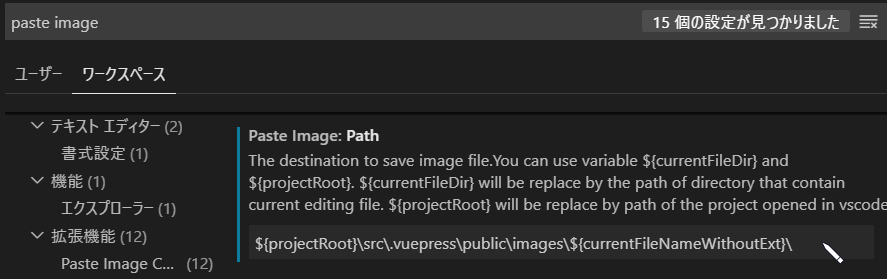 paste image
15 個の設定が見つかりました
ユーザー
ワークスペース
テキスト エディター (2)
書式設定 (1)
機能 (1)
エクスプローラー (1)
拡張機能 (12)
Paste Image C... (12)
Paste Image: Path
The destination to save image file.You can use variable ${currentFileDir} and
${projectRoot}. ${currentFileDir} will be replace by the path of directory that contain
current editing file. ${projectRoot} will be replace by path of the project opened in vscode
${projectRoot}\src\.vuepress\public\images\${currentFileNameWithoutExt}\